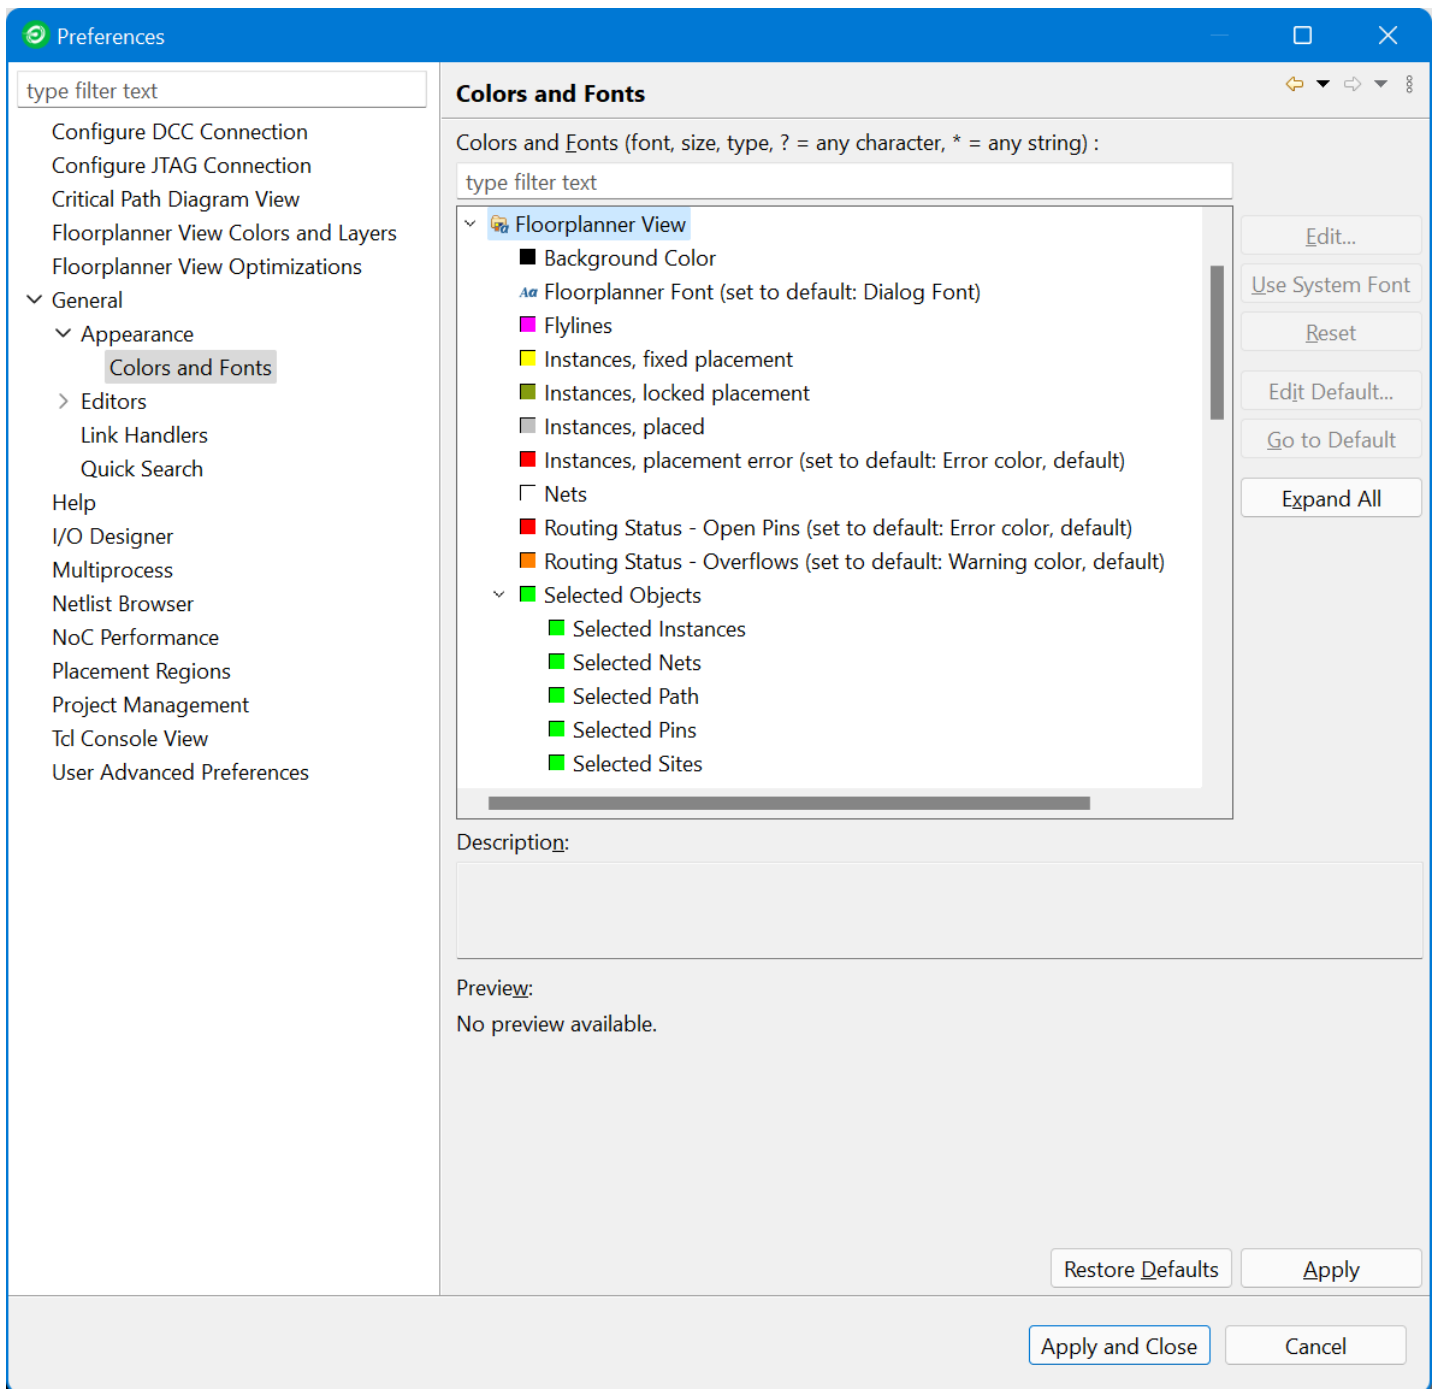 Preferences
type filter text
Configure DCC Connection
Configure JTAG Connection
Critical Path Diagram View
Floorplanner View Colors and Layers
Floorplanner View Optimizations
General
Appearance
Colors and Fonts
Editors
Link Handlers
Quick Search
Help
I/O Designer
Multiprocess
Netlist Browser
NoC Performance
Placement Regions
Project Management
Tcl Console View
User Advanced Preferences
Colors and Fonts
Colors and Fonts (font, size, type, ? = any character, * = any string) :
type filter text
Floorplanner View
Background Color
Aa Floorplanner Font (set to default: Dialog Font)
Flylines
Instances, fixed placement
Instances, locked placement
Instances, placed
Instances, placement error (set to default: Error color, default)
Nets
Routing Status - Open Pins (set to default: Error color, default)
Routing Status - Overflows (set to default: Warning color, default)
Selected Objects
Selected Instances
Selected Nets
Selected Path
Selected Pins
Selected Sites
Edit...
Use System Font
Reset
Edit Default...
Go to Default
Expand All
Description:
Preview:
No preview available.
Restore Defaults
Apply
Apply and Close
Cancel